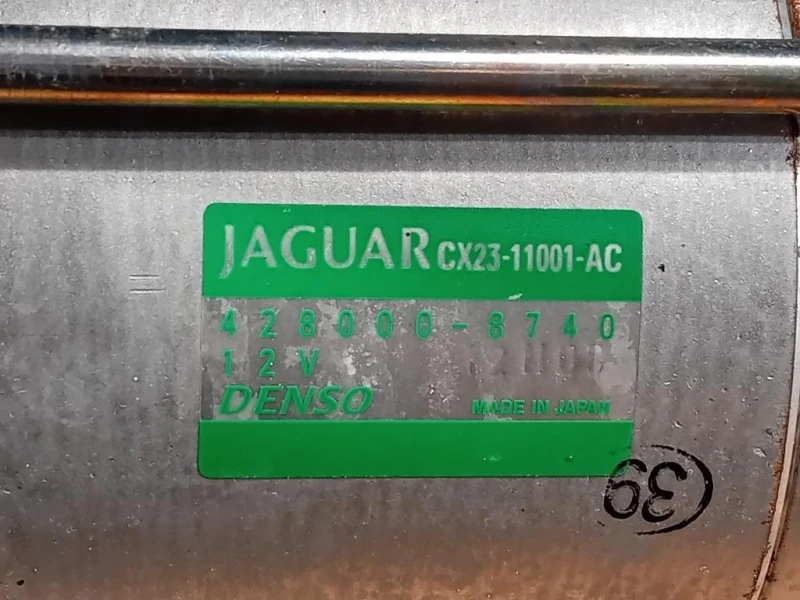 JAGUAR CX23-11001-AC
428000-8740
12V
DENSO MADE IN JAPAN
39